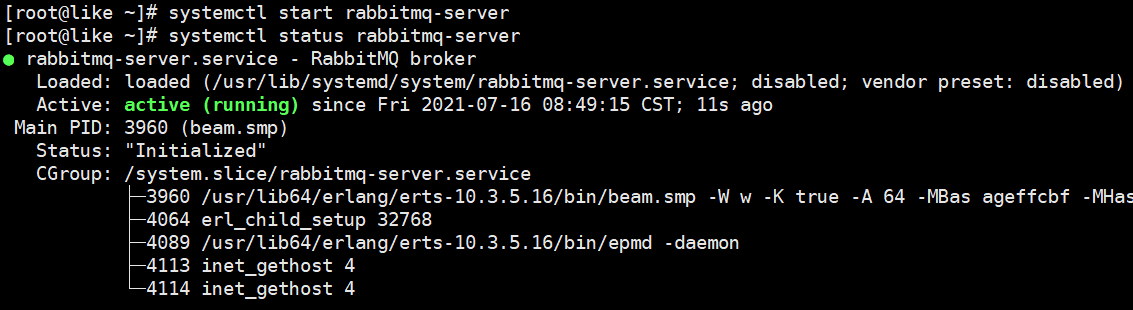 [root@like ~]# systemctl start rabbitmq-server
[root@like ~]# systemctl status rabbitmq-server
● rabbitmq-server.service - RabbitMQ broker
   Loaded: loaded (/usr/lib/systemd/system/rabbitmq-server.service; disabled; vendor preset: disabled)
   Active: active (running) since Fri 2021-07-16 08:49:15 CST; 11s ago
 Main PID: 3960 (beam.smp)
   Status: "Initialized"
   CGroup: /system.slice/rabbitmq-server.service
           ├─3960 /usr/lib64/erlang/erts-10.3.5.16/bin/beam.smp -W w -K true -A 64 -MBas ageffcbf -MHas
           ├─4064 erl_child_setup 32768
           ├─4089 /usr/lib64/erlang/erts-10.3.5.16/bin/epmd -daemon
           ├─4113 inet_gethost 4
           └─4114 inet_gethost 4